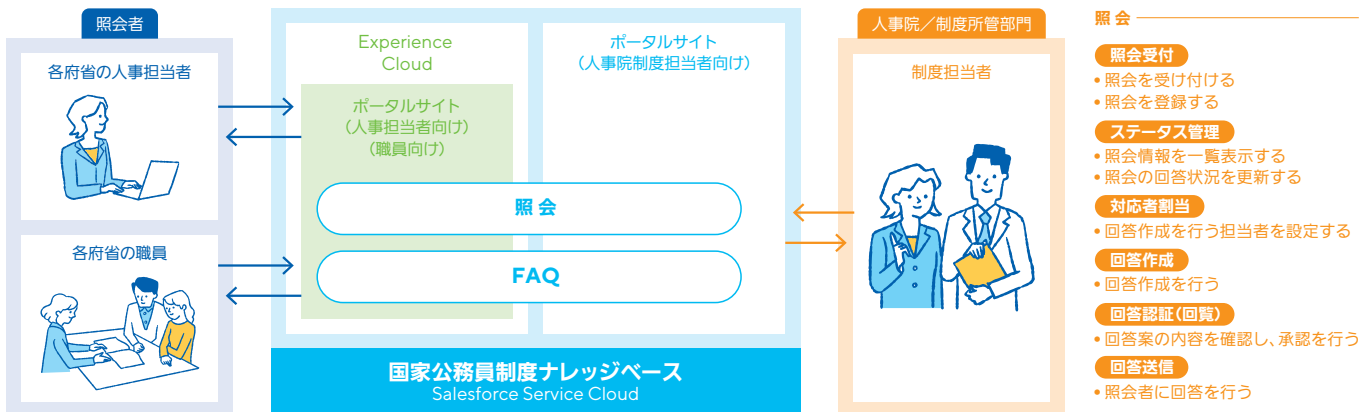 照会者
各府省の人事担当者
各府省の職員
Experience
Cloud
ポータルサイト
（人事担当者向け）
（職員向け）
ポータルサイト
（人事院制度担当者向け）
照会
FAQ
国家公務員制度ナレッジベース
Salesforce Service Cloud
人事院／制度所管部門
制度担当者
照会
照会受付
• 照会を受け付ける
• 照会を登録する
ステータス管理
• 照会情報を一覧表示する
• 照会の回答状況を更新する
対応者割当
• 回答作成を行う担当者を設定する
回答作成
• 回答作成を行う
回答認証（回覧）
• 回答案の内容を確認し、承認を行う
回答送信
• 照会者に回答を行う